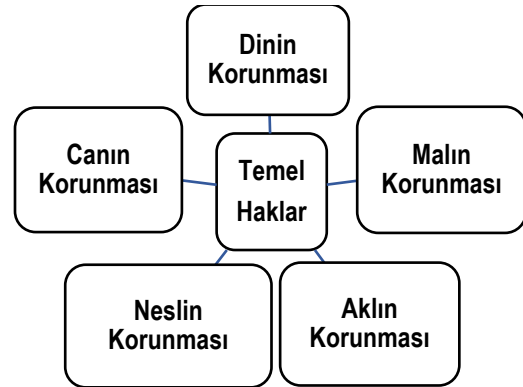 Dinin
Korunması
Canın
Korunması
Temel
Haklar
Malın
Korunması
Neslin
Korunması
Aklın
Korunması